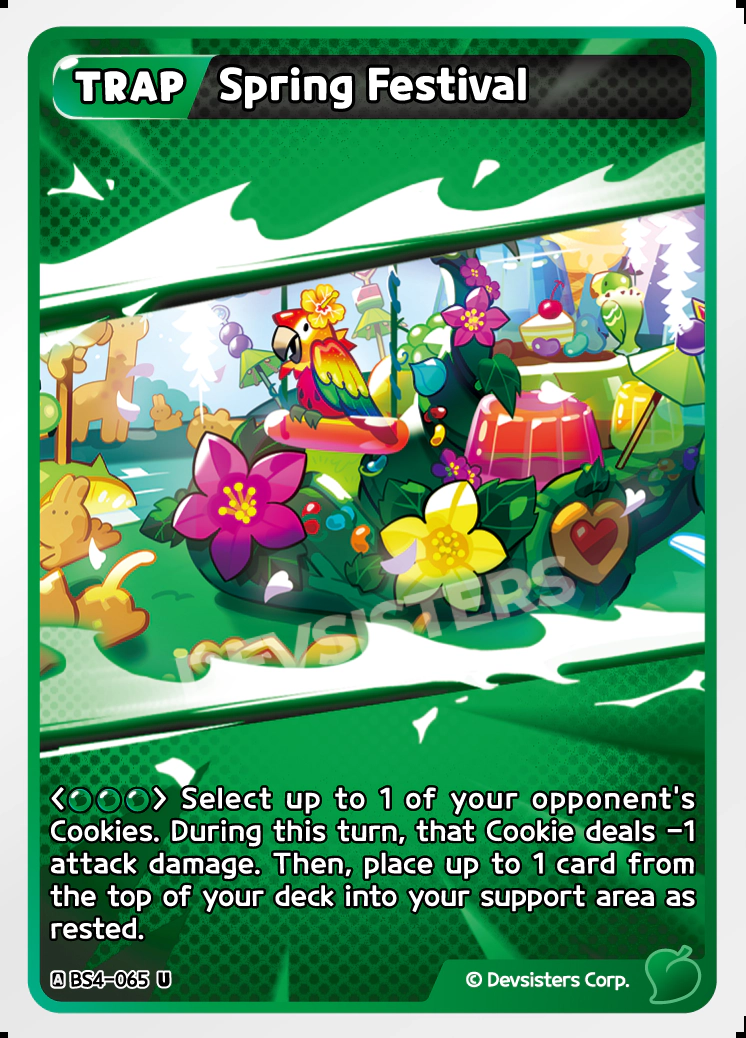 TRAP Spring Festival
DEVSISTERS
<●●●> Select up to 1 of your opponent's
Cookies. During this turn, that Cookie deals -1
attack damage. Then, place up to 1 card from
the top of your deck into your support area as
rested.
A BS4-065 U © Devsisters Corp.